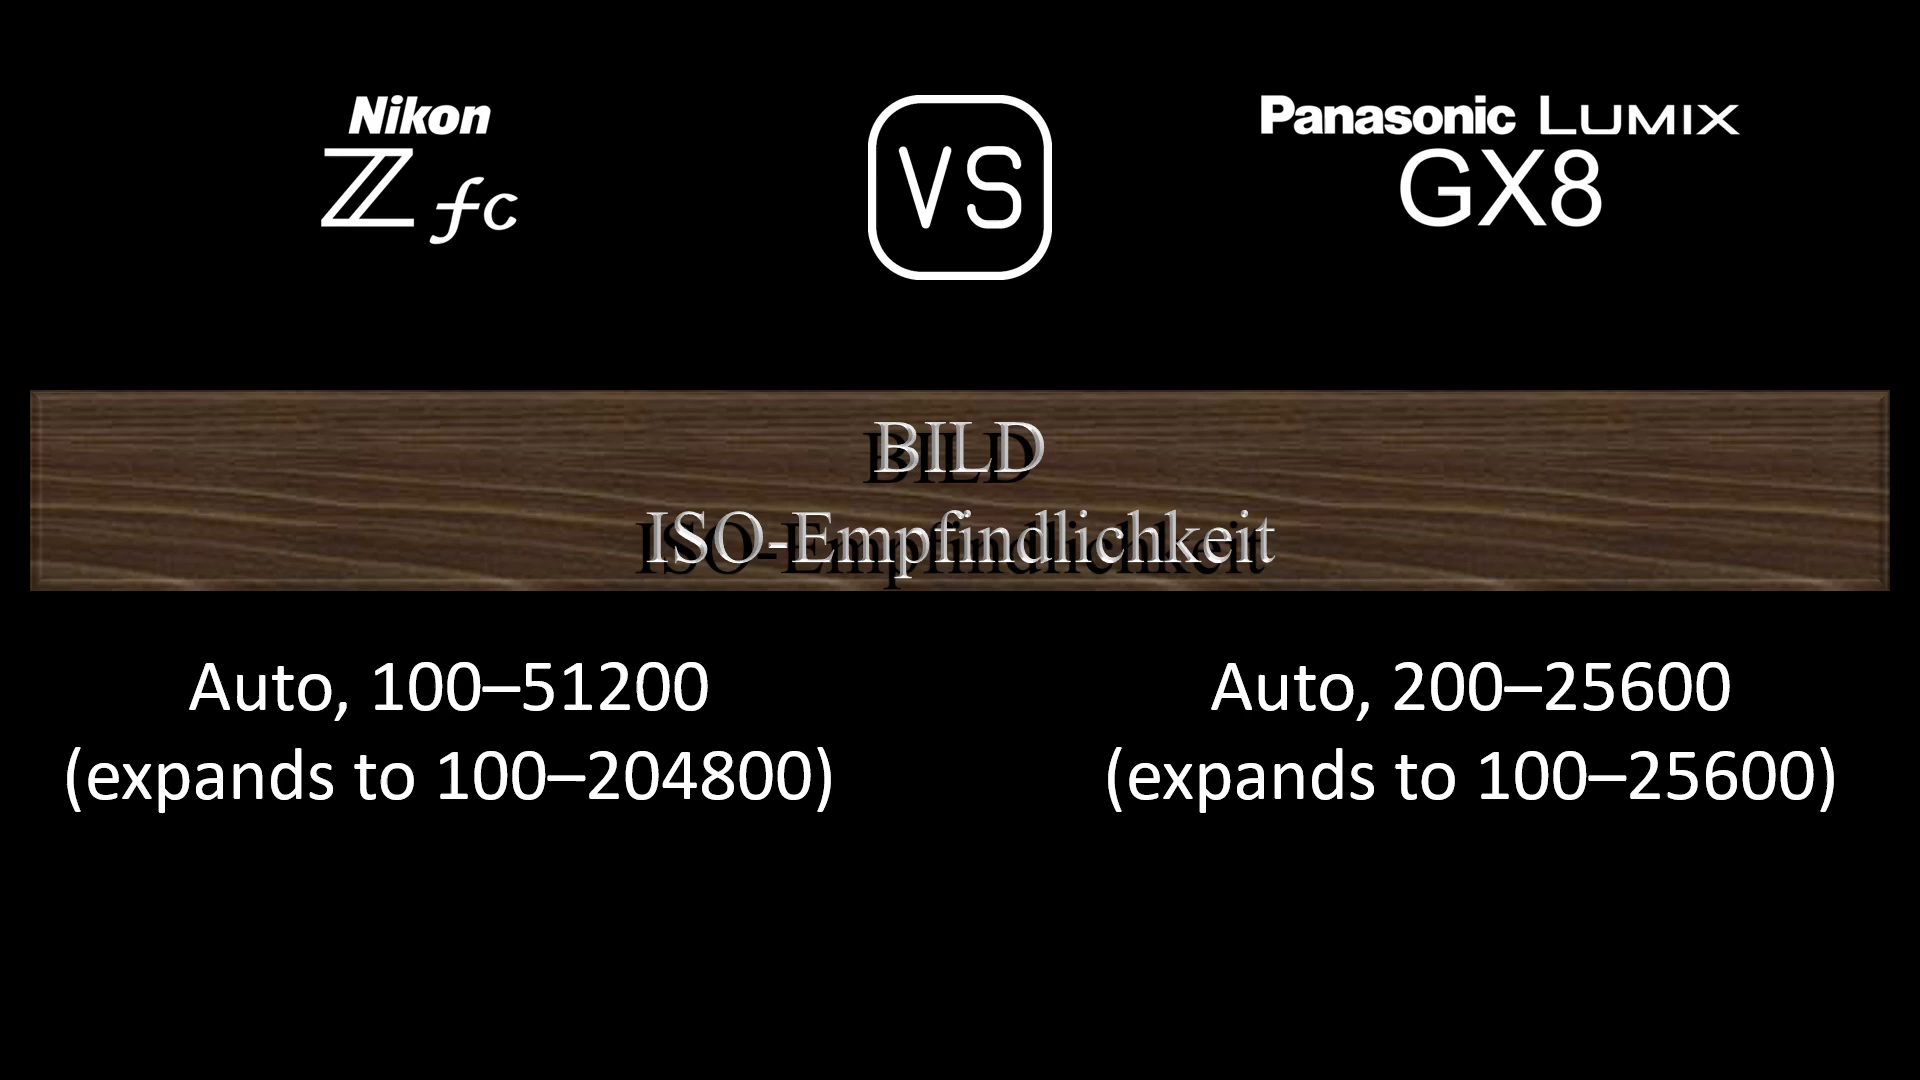 Nikon
Z fc
VS
Panasonic LUMIX
GX8
BILD
ISO-Empfindlichkeit
Auto, 100–51200
(expands to 100–204800)
Auto, 200–25600
(expands to 100–25600)